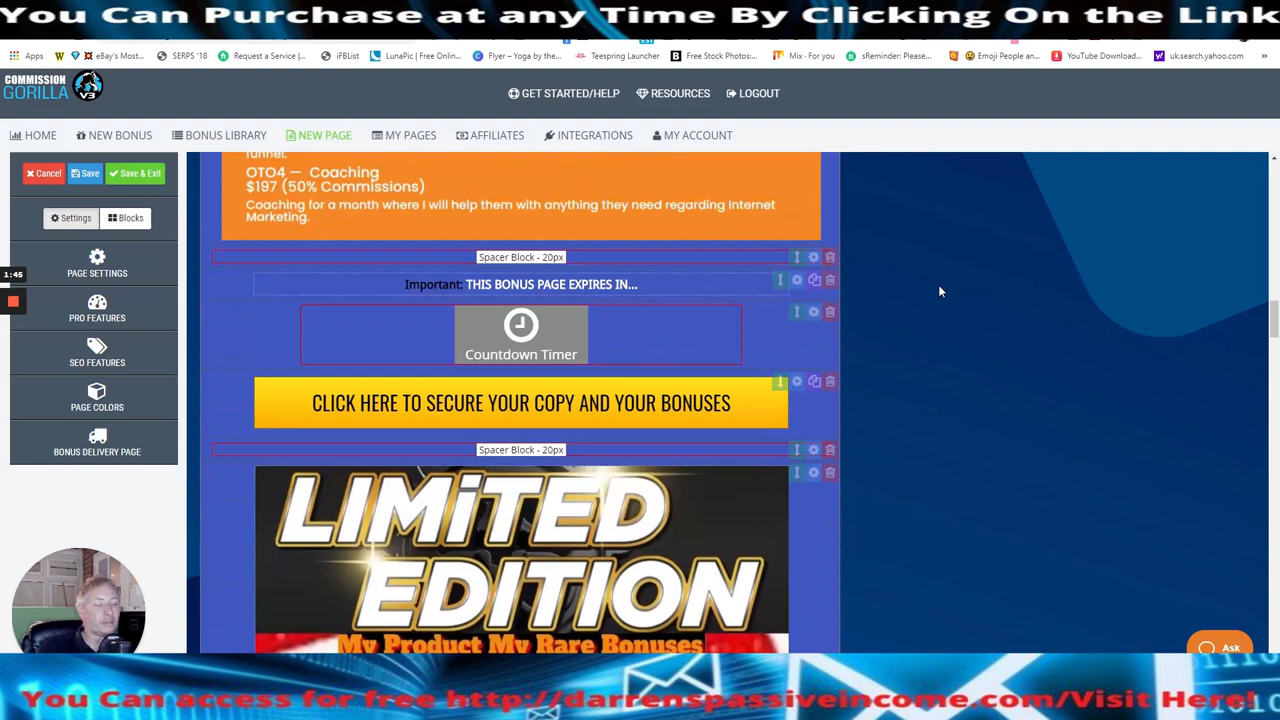 You Can Purchase at any Time By Clicking On the Link
Apps
eBay's Most...
SERPS '18
Request a Service |...
iFBList
LunaPic | Free Onlin...
Flyer – Yoga by the...
Teespring Launcher
Free Stock Photos:...
Mix · For you
sReminder: Please...
Emoji People an...
YouTube Download...
uk.search.yahoo.com
»
COMMISSION
GORILLA V3
GET STARTED/HELP
RESOURCES
LOGOUT
HOME
NEW BONUS
BONUS LIBRARY
NEW PAGE
MY PAGES
AFFILIATES
INTEGRATIONS
MY ACCOUNT
Cancel
Save
Save & Exit
Settings
Blocks
PAGE SETTINGS
1:45
PRO FEATURES
SEO FEATURES
PAGE COLORS
BONUS DELIVERY PAGE
funnel.
OTO4 — Coaching
$197 (50% Commissions)
Coaching for a month where I will help them with anything they need regarding Internet
Marketing.
Spacer Block - 20px
Important: THIS BONUS PAGE EXPIRES IN...
Countdown Timer
CLICK HERE TO SECURE YOUR COPY AND YOUR BONUSES
Spacer Block - 20px
LIMiTED
EDITION
My Product My Rare Bonuses
Ask
You Can access for free http://darrenspassiveincome.com/Visit Here!